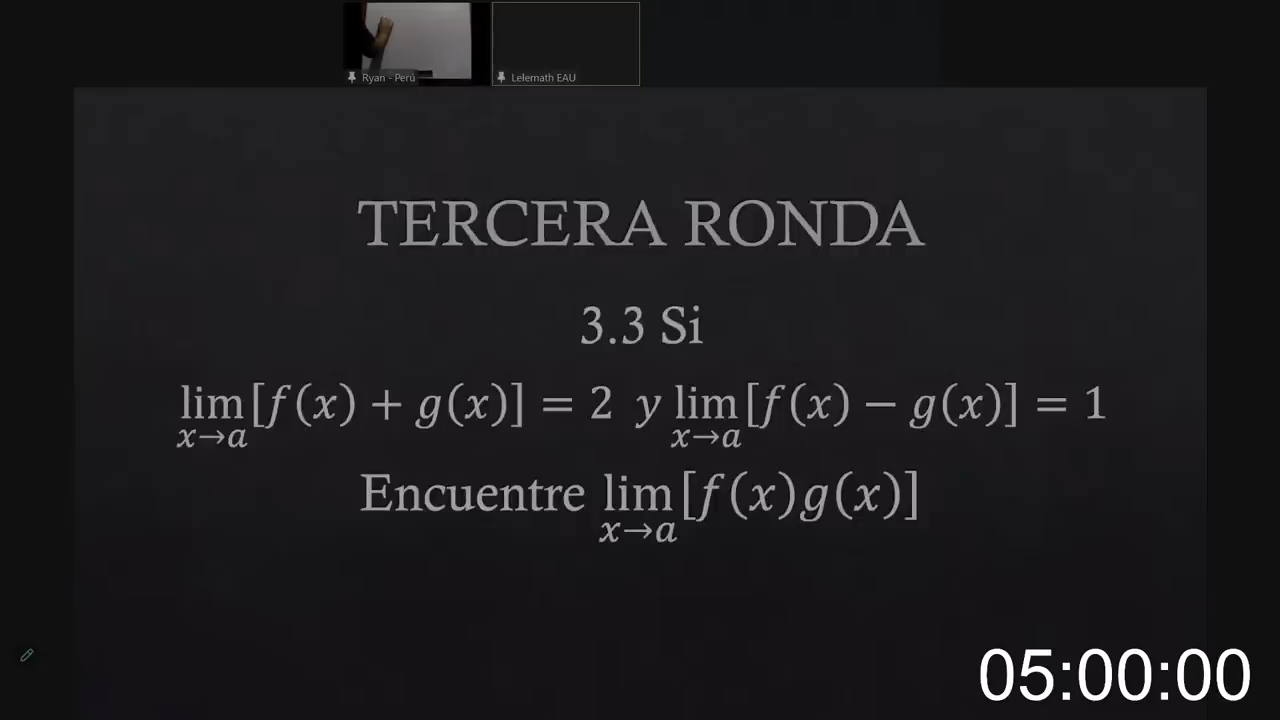 Ryan - Perú
Lelemath EAU
TERCERA RONDA
3.3 Si
lim[f(x) + g(x)] = 2 y lim[f(x) − g(x)] = 1
x→a x→a
Encuentre lim[f(x)g(x)]
x→a
05:00:00